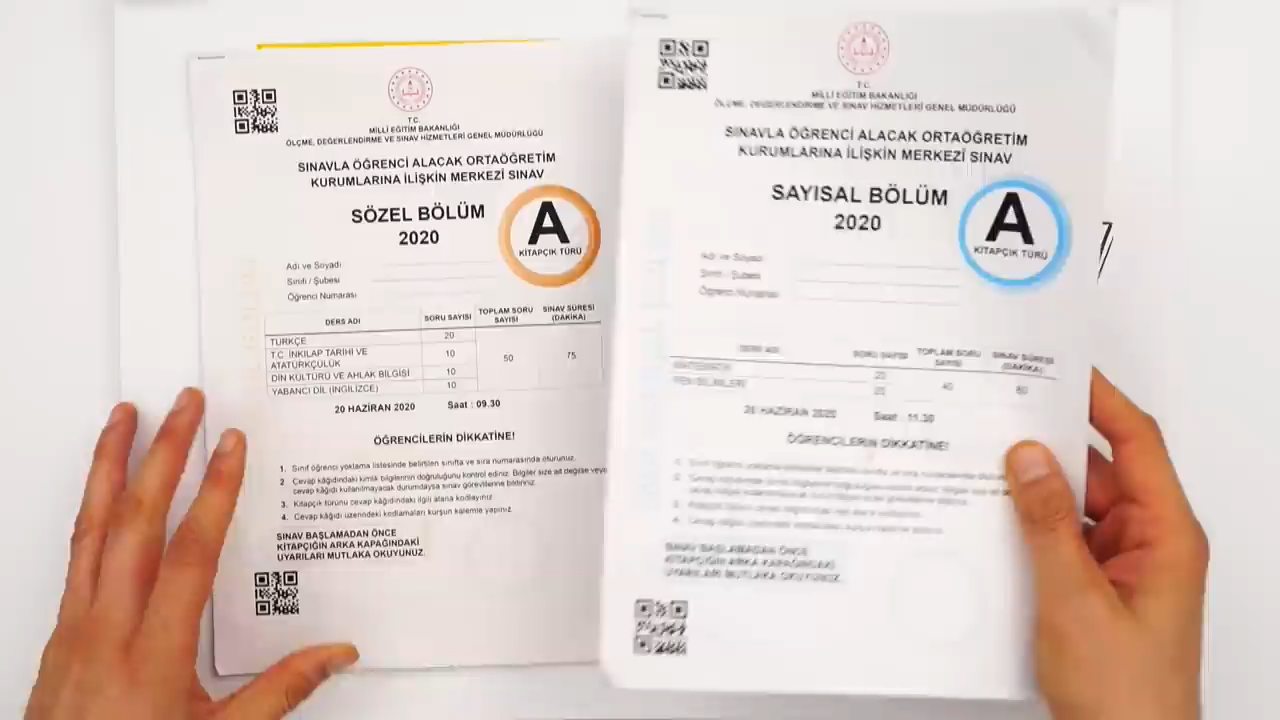 T.C.
MİLLÎ EĞİTİM BAKANLIĞI
ÖLÇME, DEĞERLENDİRME VE SINAV HİZMETLERİ GENEL MÜDÜRLÜĞÜ
SINAVLA ÖĞRENCİ ALACAK ORTAÖĞRETİM
KURUMLARINA İLİŞKİN MERKEZÎ SINAV
SÖZEL BÖLÜM
2020
A
KİTAPÇIK TÜRÜ
Adı ve Soyadı
Sınıfı / Şubesi
Öğrenci Numarası
DERS ADI SORU SAYISI TOPLAM SORU SAYISI SINAV SÜRESİ (DAKİKA)
TÜRKÇE 20
T.C. İNKILAP TARİHİ VE
ATATÜRKÇÜLÜK 10 50 75
DİN KÜLTÜRÜ VE AHLAK BİLGİSİ 10
YABANCI DİL (İNGİLİZCE) 10
20 HAZİRAN 2020 Saat : 09.30
ÖĞRENCİLERİN DİKKATİNE!
1. Sınıf öğrenci yoklama listesinde belirtilen sınıfta ve sıra numarasında oturunuz.
2. Cevap kâğıdındaki kimlik bilgilerinin doğruluğunu kontrol ediniz. Bilgiler size ait değilse veya
cevap kâğıdı kullanılmayacak durumdaysa sınav görevlilerine bildiriniz.
3. Kitapçık türünü cevap kâğıdındaki ilgili alana kodlayınız
4. Cevap kâğıdı üzerindeki kodlamaları kurşun kalemle yapınız.
SINAV BAŞLAMADAN ÖNCE
KİTAPÇIĞIN ARKA KAPAĞINDAKİ
UYARILARI MUTLAKA OKUYUNUZ.
T.C.
MİLLÎ EĞİTİM BAKANLIĞI
ÖLÇME, DEĞERLENDİRME VE SINAV HİZMETLERİ GENEL MÜDÜRLÜĞÜ
SINAVLA ÖĞRENCİ ALACAK ORTAÖĞRETİM
KURUMLARINA İLİŞKİN MERKEZÎ SINAV
SAYISAL BÖLÜM
2020
A
KİTAPÇIK TÜRÜ
Adı ve Soyadı
Sınıfı / Şubesi
Öğrenci Numarası
DERS ADI SORU SAYISI TOPLAM SORU SAYISI SINAV SÜRESİ (DAKİKA)
MATEMATİK 20
FEN BİLİMLERİ 20 40 80
20 HAZİRAN 2020 Saat : 11.30
ÖĞRENCİLERİN DİKKATİNE!
SINAV BAŞLAMADAN ÖNCE
KİTAPÇIĞIN ARKA KAPAĞINDAKİ
UYARILARI MUTLAKA OKUYUNUZ.